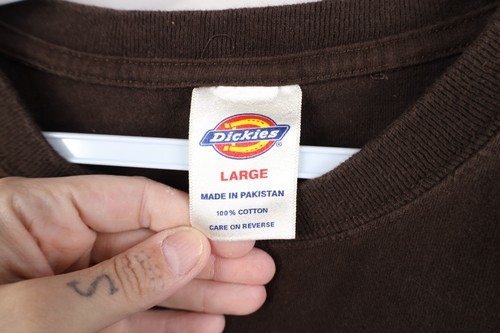 Dickies
®
LARGE
MADE IN PAKISTAN
100% COTTON
CARE ON REVERSE